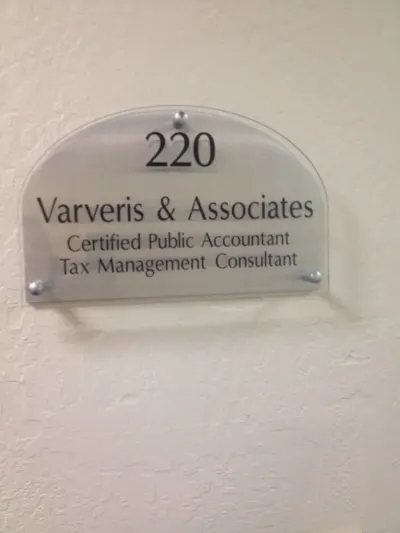 220
Varveris & Associates
Certified Public Accountant
Tax Management Consultant